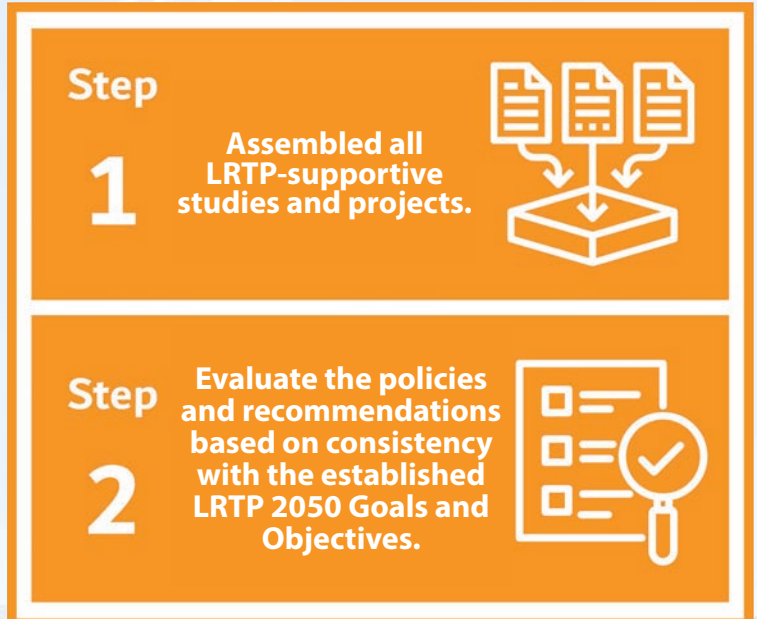 Step
1
Assembled all
LRTP-supportive
studies and projects.
Step
2
Evaluate the policies
and recommendations
based on consistency
with the established
LRTP 2050 Goals and
Objectives.